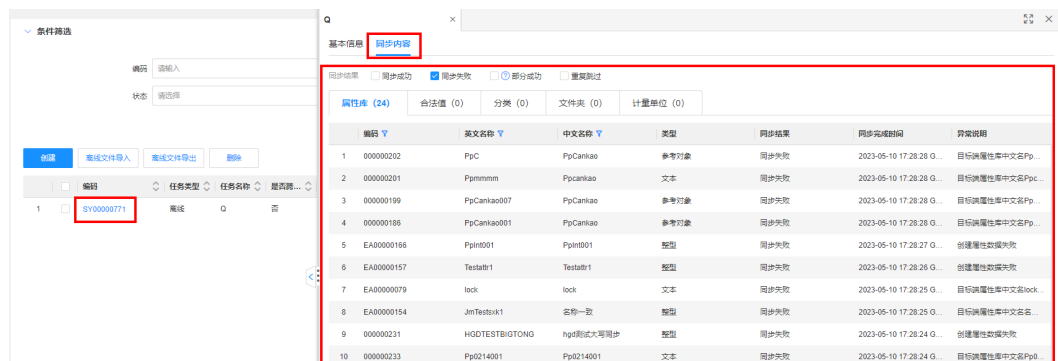 条件筛选
编码 请输入
状态 请选择
创建 离线文件导入 离线文件导出 删除
编码 任务类型 任务名称 是否跨...
1 SY00000771 离线 Q 否
Q
基本信息 同步内容
同步结果 同步成功 同步失败 部分成功 重复跳过
属性库 (24) 合法值 (0) 分类 (0) 文件夹 (0) 计量单位 (0)
编码 英文名称 中文名称 类型 同步结果 同步完成时间 异常说明
1 000000202 PpC PpCankao 参考对象 同步失败 2023-05-10 17:28:28 G... 目标端属性库中文名Pp...
2 000000201 Ppmmmm Ppcankao 文本 同步失败 2023-05-10 17:28:28 G... 目标端属性库中文名Ppc...
3 000000199 PpCankao007 PpCankao 参考对象 同步失败 2023-05-10 17:28:28 G... 目标端属性库中文名Pp...
4 000000186 PpCankao001 PpCankao 参考对象 同步失败 2023-05-10 17:28:28 G... 目标端属性库中文名Pp...
5 EA00000166 PpInt001 PpInt001 整型 同步失败 2023-05-10 17:28:27 G... 创建属性数据失败
6 EA00000157 Testattr1 Testattr1 整型 同步失败 2023-05-10 17:28:26 G... 创建属性数据失败
7 EA00000079 lock lock 文本 同步失败 2023-05-10 17:28:25 G... 目标端属性库中文名lock...
8 EA00000154 JmTestsxk1 名称一致 整型 同步失败 2023-05-10 17:28:25 G... 目标端属性库中文名名...
9 000000231 HGDTESTBIGTONG hgd测试大写同步 整型 同步失败 2023-05-10 17:28:24 G... 创建属性数据失败
10 000000233 Pp0214001 Pp0214001 文本 同步失败 2023-05-10 17:28:24 G... 目标端属性库中文名Pp0...